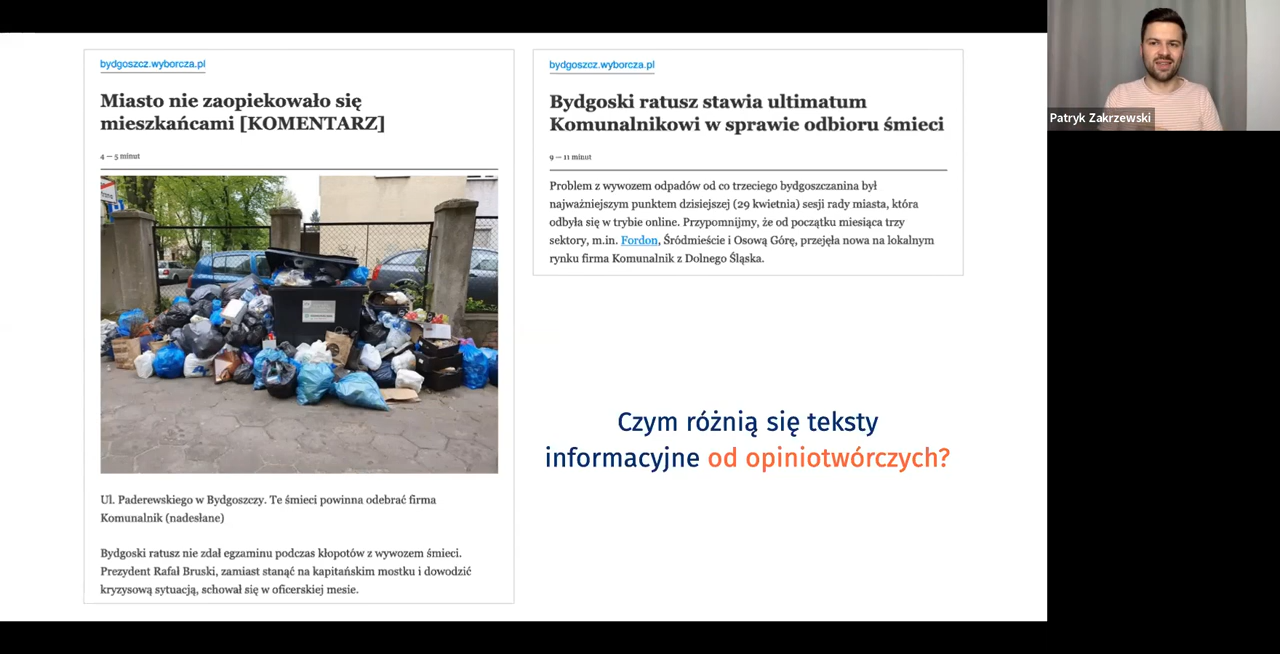 bydgoszcz.wyborcza.pl
Miasto nie zaopiekowało się
mieszkańcami [KOMENTARZ]
4 — 5 minut
Ul. Paderewskiego w Bydgoszczy. Te śmieci powinna odebrać firma
Komunalnik (nadesłane)
Bydgoski ratusz nie zdał egzaminu podczas kłopotów z wywozem śmieci.
Prezydent Rafał Bruski, zamiast stanąć na kapitańskim mostku i dowodzić
kryzysową sytuacją, schował się w oficerskiej mesie.
bydgoszcz.wyborcza.pl
Bydgoski ratusz stawia ultimatum
Komunalnikowi w sprawie odbioru śmieci
9 — 11 minut
Problem z wywozem odpadów od co trzeciego bydgoszczanina był
najważniejszym punktem dzisiejszej (29 kwietnia) sesji rady miasta, która
odbyła się w trybie online. Przypomnijmy, że od początku miesiąca trzy
sektory, m.in. Fordon, Śródmieście i Osową Górę, przejęła nowa na lokalnym
rynku firma Komunalnik z Dolnego Śląska.
Czym różnią się teksty
informacyjne od opiniotwórczych?
Patryk Zakrzewski